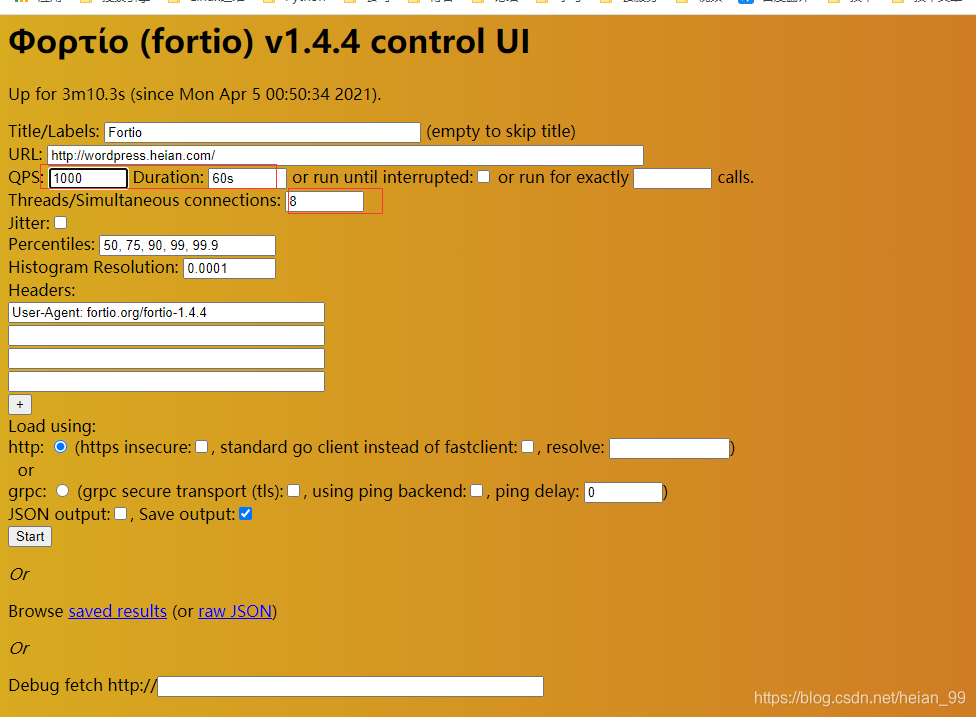 Φορτίο (fortio) v1.4.4 control UI
Up for 3m10.3s (since Mon Apr 5 00:50:34 2021).
Title/Labels: Fortio (empty to skip title)
URL: http://wordpress.heian.com/
QPS: 1000 Duration: 60s or run until interrupted: or run for exactly calls.
Threads/Simultaneous connections: 8
Jitter:
Percentiles: 50, 75, 90, 99, 99.9
Histogram Resolution: 0.0001
Headers:
User-Agent: fortio.org/fortio-1.4.4
+
Load using:
http: (https insecure: , standard go client instead of fastclient: , resolve: )
or
grpc: (grpc secure transport (tls): , using ping backend: , ping delay: 0 )
JSON output: , Save output:
Start
Or
Browse saved results (or raw JSON)
Or
Debug fetch http://
https://blog.csdn.net/heian_99